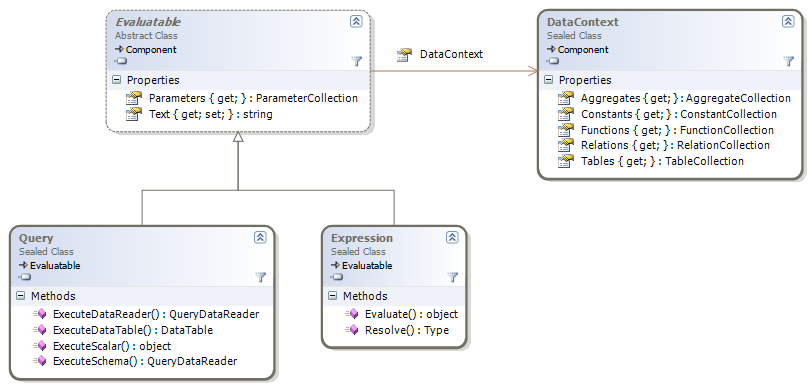 Evaluatable
Abstract Class
Component
Properties
Parameters { get; } : ParameterCollection
Text { get; set; } : string
DataContext
DataContext
Sealed Class
Component
Properties
Aggregates { get; } : AggregateCollection
Constants { get; } : ConstantCollection
Functions { get; } : FunctionCollection
Relations { get; } : RelationCollection
Tables { get; } : TableCollection
Query
Sealed Class
Evaluatable
Methods
ExecuteDataReader() : QueryDataReader
ExecuteDataTable() : DataTable
ExecuteScalar() : object
ExecuteSchema() : QueryDataReader
Expression
Sealed Class
Evaluatable
Methods
Evaluate() : object
Resolve() : Type